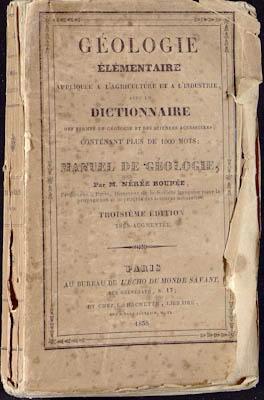 GÉOLOGIE
ÉLÉMENTAIRE
APPLIQUÉE A L'AGRICULTURE ET A L'INDUSTRIE,
AVEC UN
DICTIONNAIRE
DES TERMES DE GÉOLOGIE ET DES SCIENCES ACCESSOIRES
CONTENANT PLUS DE 1000 MOTS;
MANUEL DE GÉOLOGIE,
Par M. NÉRÉE BOUBÉE,
TROISIÈME ÉDITION
TRÈS-AUGMENTÉE.
PARIS
AU BUREAU DE L'ÉCHO DU MONDE SAVANT,
N. 17;
ET CHEZ L. HACHETTE, LIBRAIRE,
1838